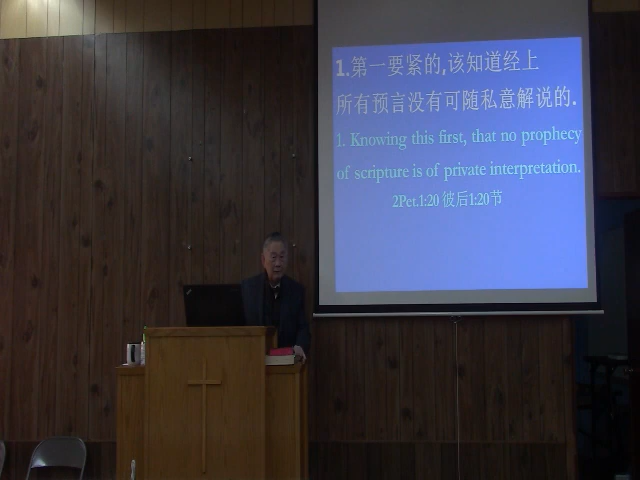 1.第一要紧的,该知道经上
所有预言没有可随私意解说的.
1. Knowing this first, that no prophecy
of scripture is of private interpretation.
2Pet.1:20 彼后1:20节